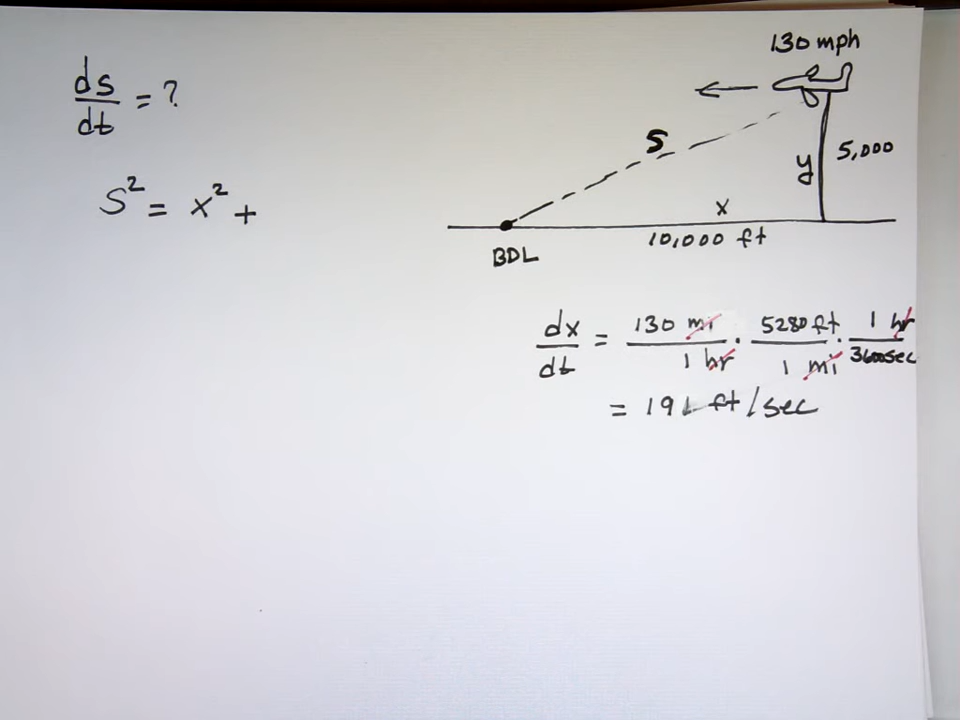 ds/dt = ?
S² = x² +
130 mph
S
y
5,000
x
10,000 ft
BDL
dx/dt = 130 mi/1 hr · 5280 ft/1 mi · 1 hr/3600 sec
= 191 ft/sec